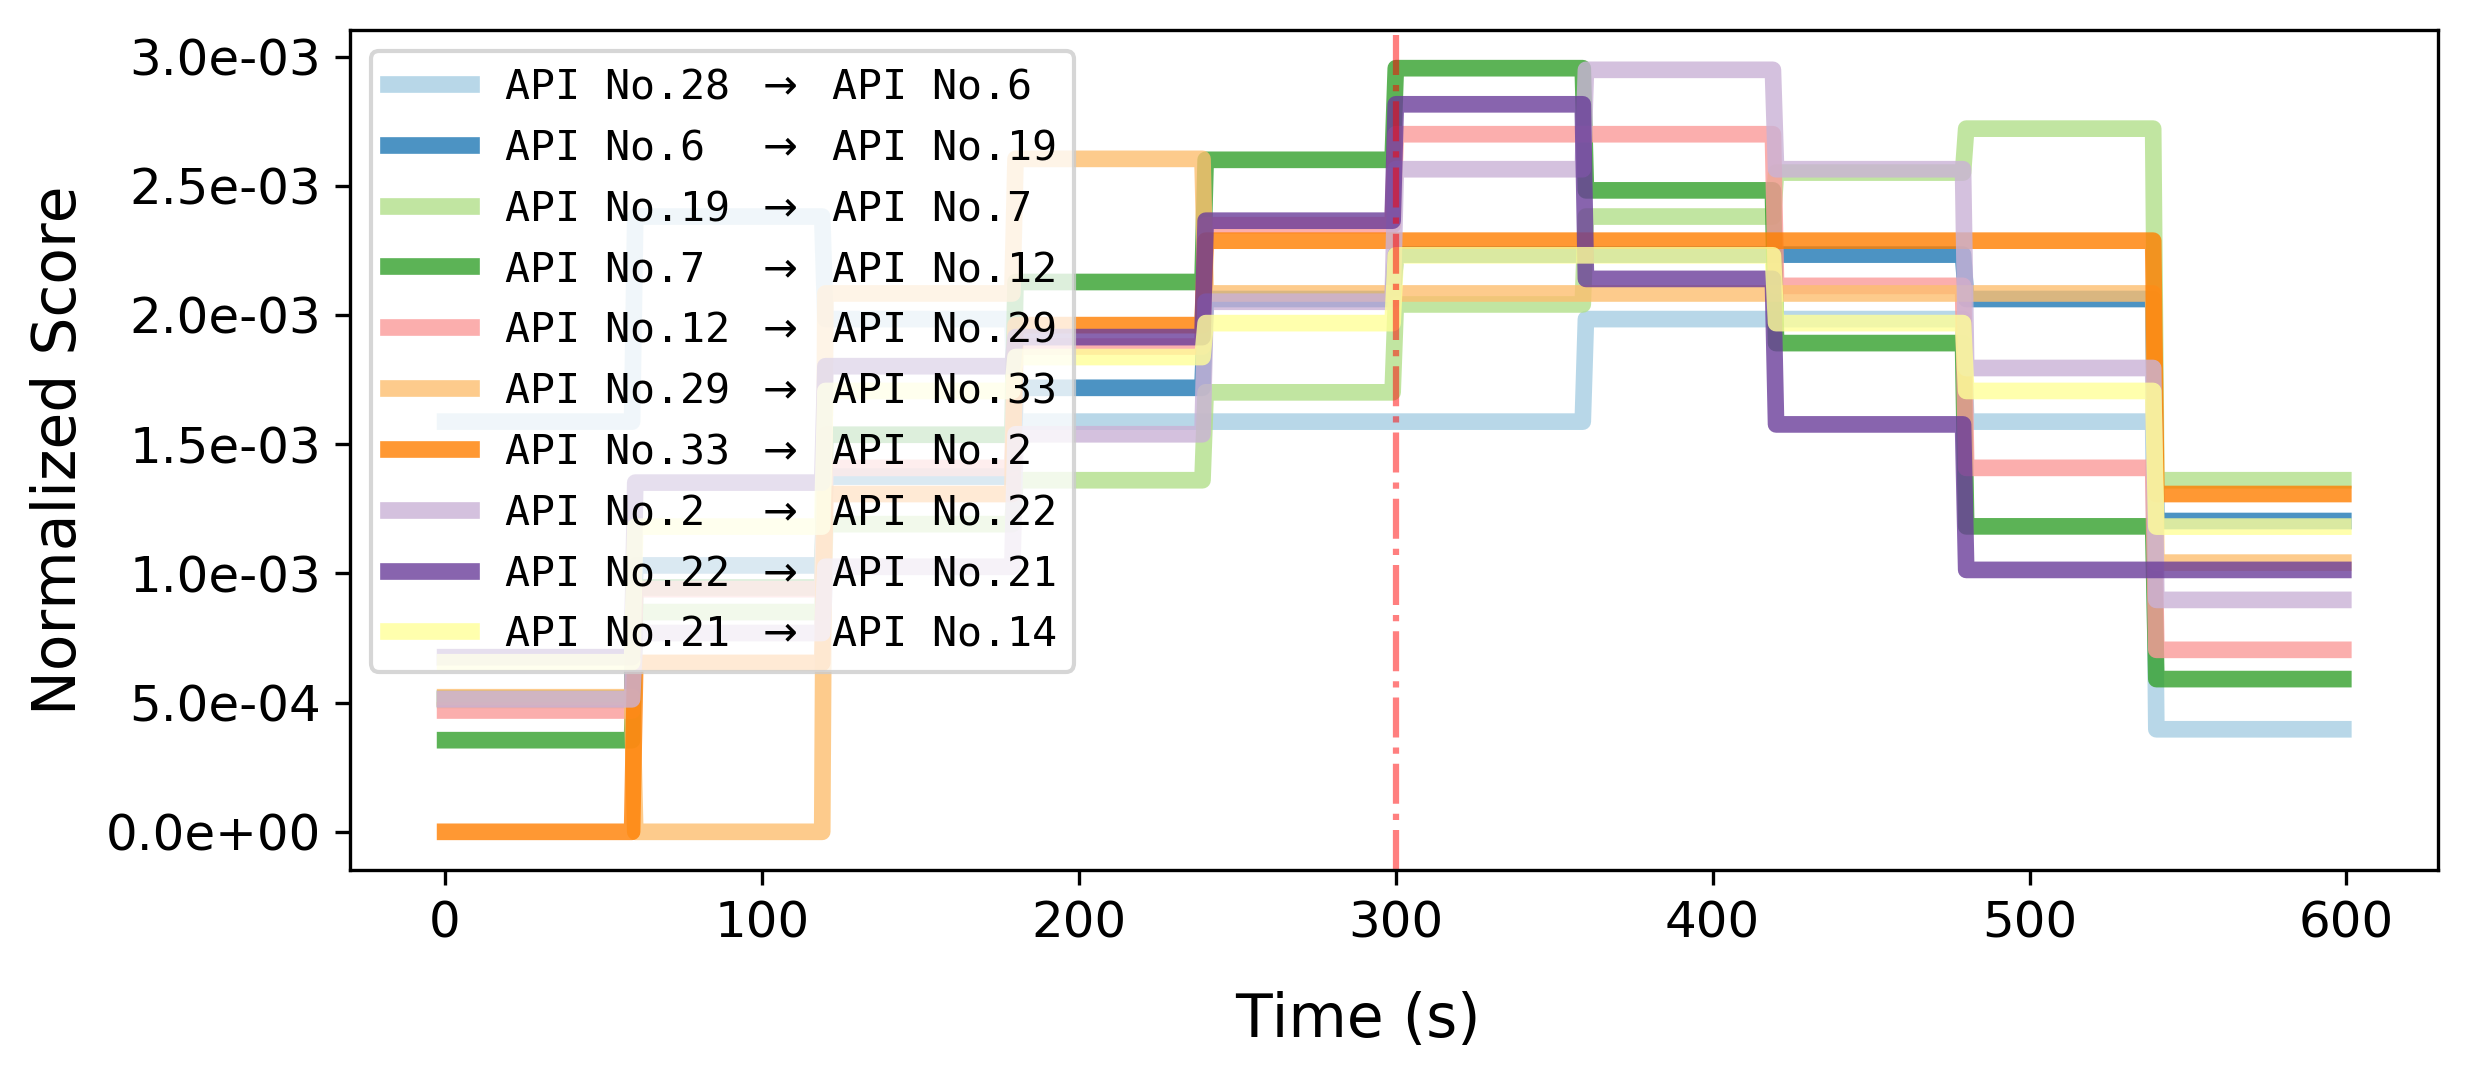 Normalized Score
3.0e-03
2.5e-03
2.0e-03
1.5e-03
1.0e-03
5.0e-04
0.0e+00
API No.28 → API No.6
API No.6 → API No.19
API No.19 → API No.7
API No.7 → API No.12
API No.12 → API No.29
API No.29 → API No.33
API No.33 → API No.2
API No.2 → API No.22
API No.22 → API No.21
API No.21 → API No.14
0 100 200 300 400 500 600
Time (s)